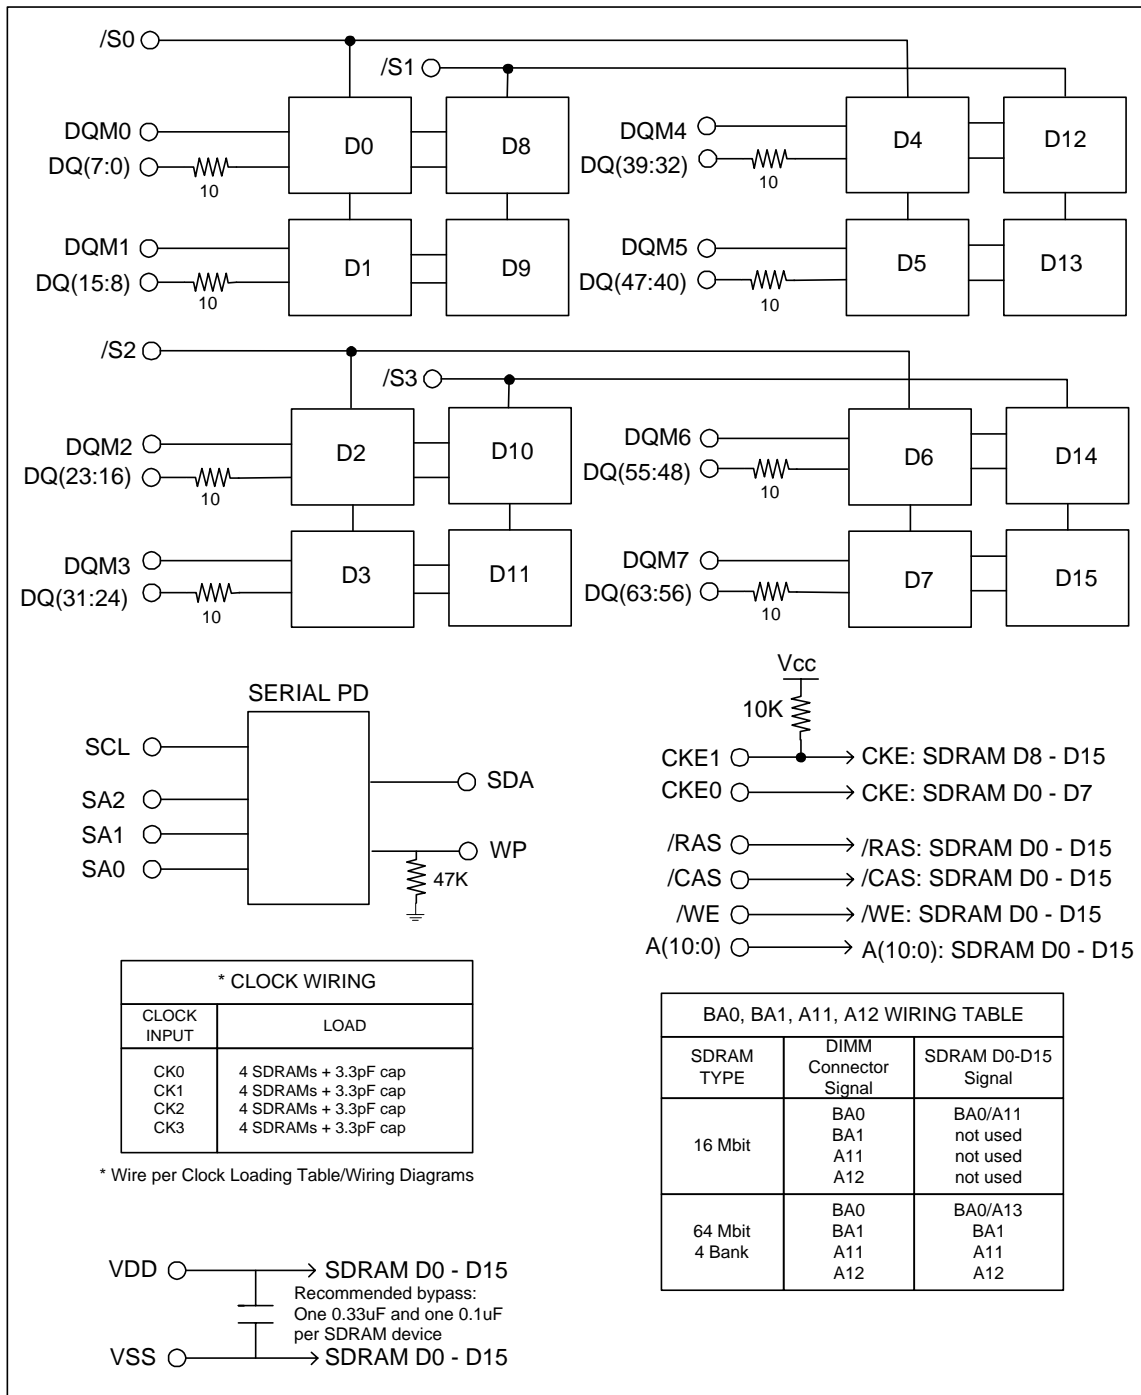 /S0
/S1
DQM0
D0
D8
DQM4
D4
D12
DQ(7:0)
10
DQ(39:32)
10
DQM1
D1
D9
DQM5
D5
D13
DQ(15:8)
10
DQ(47:40)
10
/S2
/S3
DQM2
D2
D10
DQM6
D6
D14
DQ(23:16)
10
DQ(55:48)
10
DQM3
D3
D11
DQM7
D7
D15
DQ(31:24)
10
DQ(63:56)
10
SERIAL PD
SCL
SA2
SA1
SA0
SDA
WP
47K
Vcc
10K
CKE1 CKE: SDRAM D8 - D15
CKE0 CKE: SDRAM D0 - D7
/RAS /RAS: SDRAM D0 - D15
/CAS /CAS: SDRAM D0 - D15
/WE /WE: SDRAM D0 - D15
A(10:0) A(10:0): SDRAM D0 - D15
* CLOCK WIRING
CLOCK
INPUT
LOAD
CK0 4 SDRAMs + 3.3pF cap
CK1 4 SDRAMs + 3.3pF cap
CK2 4 SDRAMs + 3.3pF cap
CK3 4 SDRAMs + 3.3pF cap
* Wire per Clock Loading Table/Wiring Diagrams
BA0, BA1, A11, A12 WIRING TABLE
SDRAM
TYPE
DIMM
Connector
Signal
SDRAM D0-D15
Signal
16 Mbit
BA0 BA0/A11
BA1 not used
A11 not used
A12 not used
64 Mbit
4 Bank
BA0 BA0/A13
BA1 BA1
A11 A11
A12 A12
VDD SDRAM D0 - D15
Recommended bypass:
One 0.33uF and one 0.1uF
per SDRAM device
VSS SDRAM D0 - D15